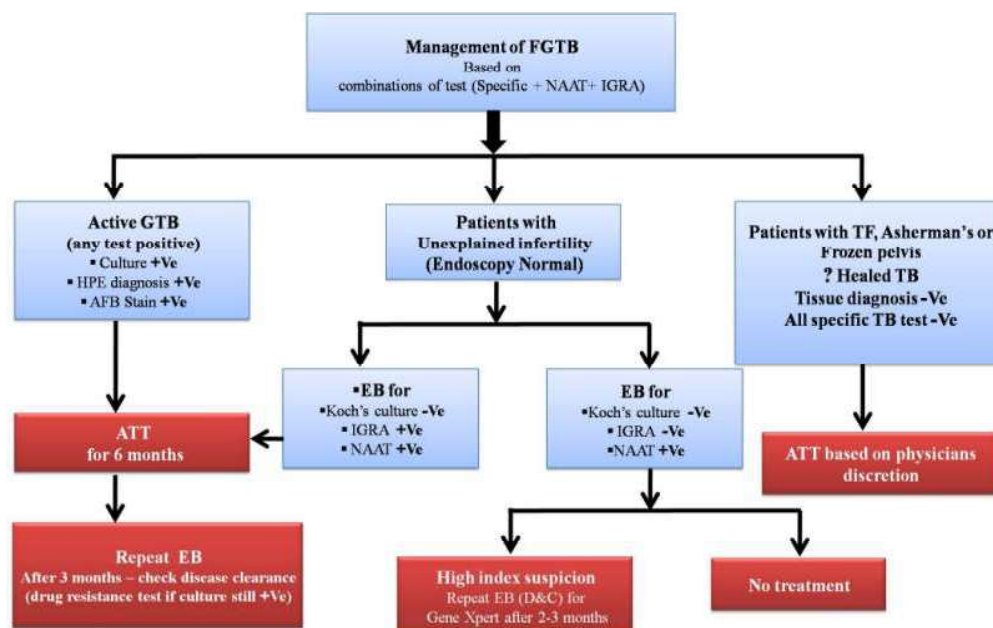 Management of FGTB
Based on
combinations of test (Specific + NAAT+ IGRA)
Active GTB
(any test positive)
▪ Culture +Ve
▪ HPE diagnosis +Ve
▪ AFB Stain +Ve
Patients with
Unexplained infertility
(Endoscopy Normal)
Patients with TF, Asherman's or
Frozen pelvis
? Healed TB
Tissue diagnosis -Ve
All specific TB test -Ve
▪EB for
▪Koch's culture -Ve
▪ IGRA +Ve
▪ NAAT +Ve
EB for
▪Koch's culture -Ve
▪ IGRA -Ve
▪NAAT +Ve
ATT
for 6 months
ATT based on physicians
discretion
Repeat EB
After 3 months – check disease clearance
(drug resistance test if culture still +Ve)
High index suspicion
Repeat EB (D&C) for
Gene Xpert after 2-3 months
No treatment